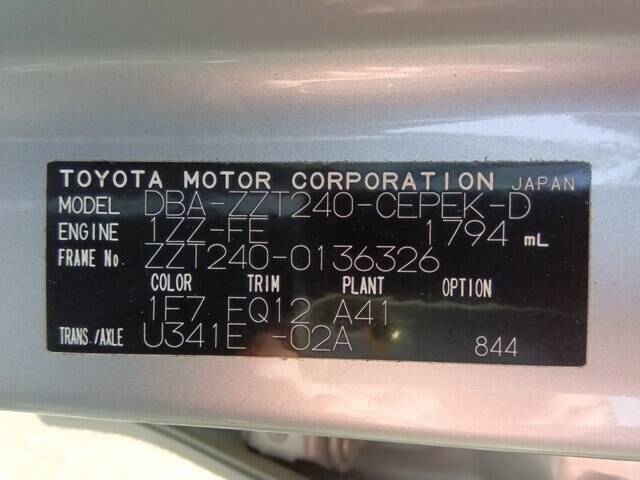 TOYOTA MOTOR CORPORATION JAPAN
MODEL DBA-ZZT240-CEPEK-D
ENGINE 1ZZ-FE 1794 mL
FRAME No. ZZT240-0136326
COLOR TRIM PLANT OPTION
1F7 FQ12 A41
TRANS./AXLE U341E -02A 844